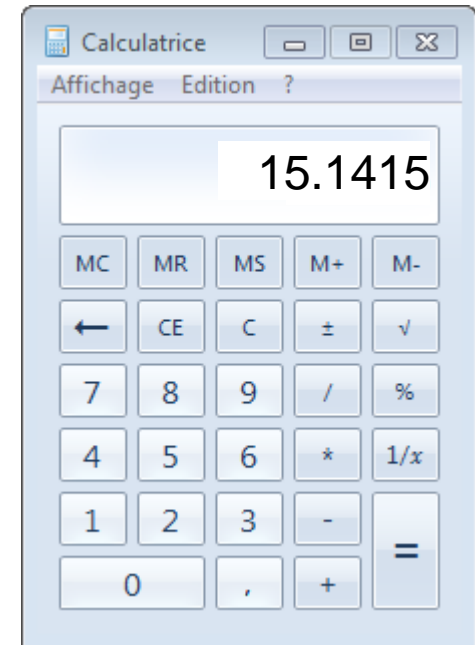 Calculatrice
Affichage Edition ?
15.1415
MC MR MS M+ M-
← CE C ± √
7 8 9 / %
4 5 6 * 1/x
1 2 3 - =
0 , +